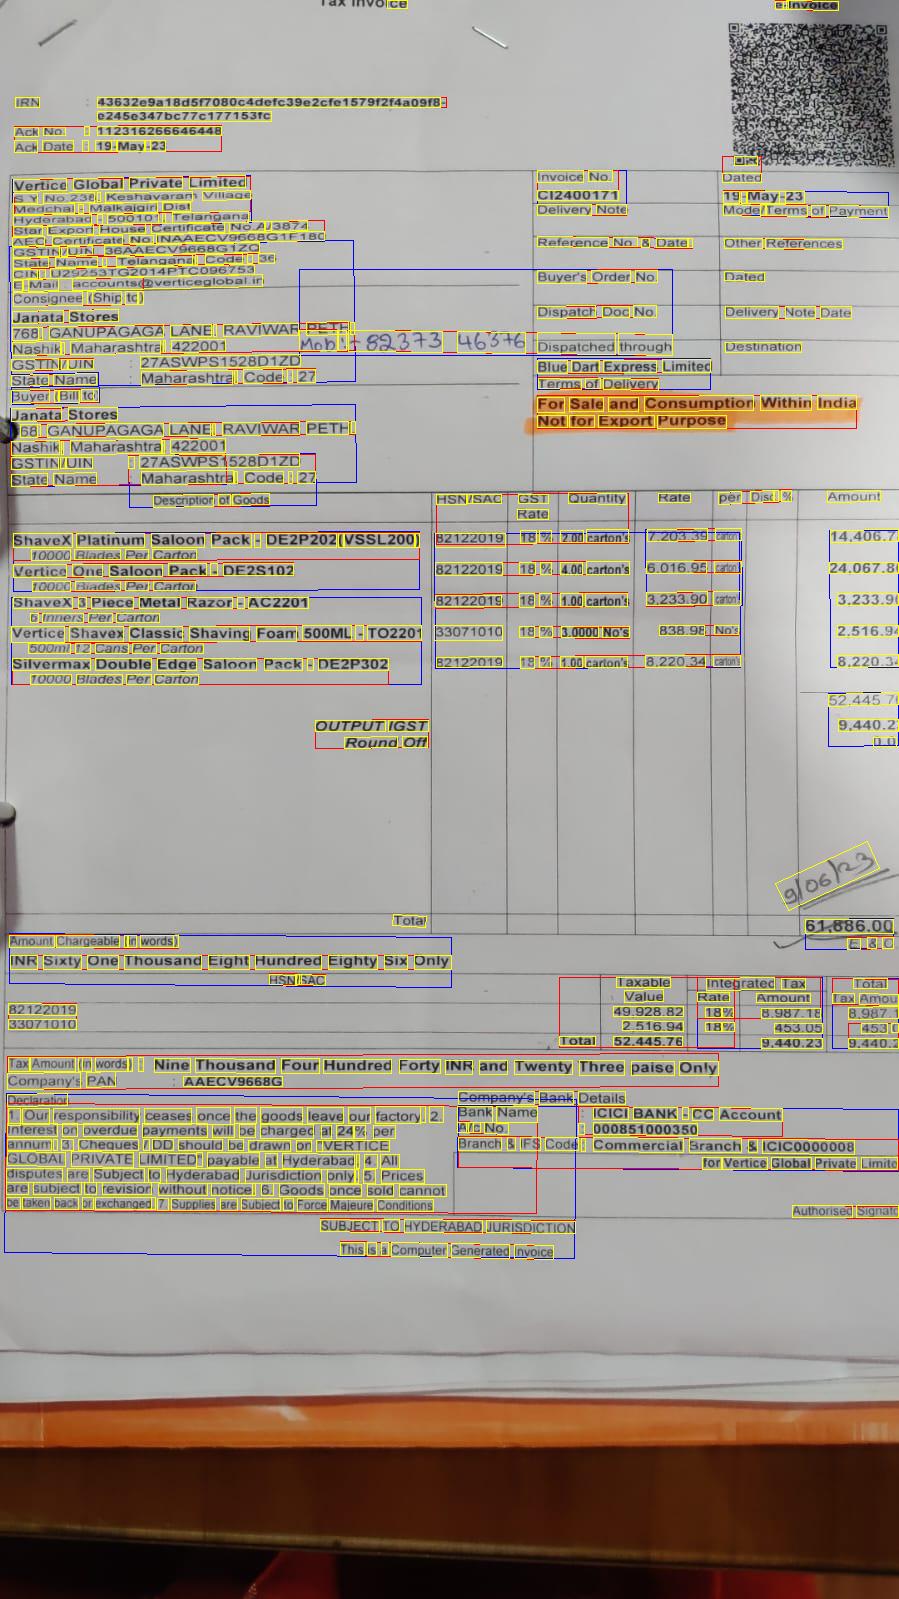 Tax Invoice
e-Invoice
IRN : 43632e9a18d5f7080c4defc39e2cfe1579f2f4a09f8-
e245e347bc77c177153fc
Ack No. : 112316266646448
Ack Date : 19-May-23
Vertice Global Private Limited
S Y No.238, Keshavaram Village
Medchal - Malkajgiri Dist
Hyderabad - 500101, Telangana
Star Export House Certificate No.A/3874
AEO Certificate No.INAAECV9668G1F180
GSTIN/UIN: 36AAECV9668G1Z0
State Name : Telangana, Code : 36
CIN: U29253TG2014PTC096753
E-Mail : accounts@verticeglobal.in
Invoice No.
CI2400171
Dated
19-May-23
Delivery Note
Mode/Terms of Payment
Reference No. & Date.
Other References
Buyer's Order No.
Dated
Dispatch Doc No.
Delivery Note Date
Dispatched through
Destination
Blue Dart Express Limited
Terms of Delivery
For Sale and Consumption Within India
Not for Export Purpose
Consignee (Ship to)
Janata Stores
768, GANUPAGAGA LANE, RAVIWAR PETH,
Nashik, Maharashtra, 422001
Mob :- 82373 46376
GSTIN/UIN : 27ASWPS1528D1ZD
State Name : Maharashtra, Code : 27
Buyer (Bill to)
Janata Stores
68, GANUPAGAGA LANE, RAVIWAR PETH,
Nashik, Maharashtra, 422001
GSTIN/UIN : 27ASWPS1528D1ZD
State Name : Maharashtra, Code : 27
Description of Goods HSN/SAC GST Rate Quantity Rate per Disc. % Amount
ShaveX Platinum Saloon Pack - DE2P202(VSSL200) 82122019 18 % 2.00 carton's 7,203.39 carton's 14,406.7
10000 Blades Per Carton
Vertice One Saloon Pack - DE2S102 82122019 18 % 4.00 carton's 6,016.95 carton's 24,067.8
10000 Blades Per Carton
ShaveX 3 Piece Metal Razor - AC2201 82122019 18 % 1.00 carton's 3,233.90 carton's 3,233.9
6 Inners Per Carton
Vertice Shavex Classic Shaving Foam 500ML - TO2201 33071010 18 % 3.0000 No's 838.98 No's 2,516.9
500ml 12 Cans Per Carton
Silvermax Double Edge Saloon Pack - DE2P302 82122019 18 % 1.00 carton's 8,220.34 carton's 8,220.3
10000 Blades Per Carton
52,445.7
OUTPUT IGST 9,440.2
Round Off 0.0
9/06/23
Total 61,886.00
Amount Chargeable (in words) E & O
INR Sixty One Thousand Eight Hundred Eighty Six Only
HSN/SAC Taxable Value Integrated Tax Rate Amount Total Tax Amou
82122019 49,928.82 18% 8,987.18 8,987.1
33071010 2,516.94 18% 453.05 453.0
Total 52,445.76 9,440.23 9,440.2
Tax Amount (in words) : Nine Thousand Four Hundred Forty INR and Twenty Three paise Only
Company's PAN : AAECV9668G
Declaration
1. Our responsibility ceases once the goods leave our factory. 2.
Interest on overdue payments will be charged at 24% per
annum. 3. Cheques / DD should be drawn on "VERTICE
GLOBAL PRIVATE LIMITED" payable at Hyderabad. 4. All
disputes are Subject to Hyderabad Jurisdiction only. 5. Prices
are subject to revision without notice. 6. Goods once sold cannot
be taken back or exchanged. 7. Supplies are Subject to Force Majeure Conditions
Company's Bank Details
Bank Name : ICICI BANK - CC Account
A/c No. : 000851000350
Branch & IFS Code : Commercial Branch & ICIC0000008
for Vertice Global Private Limite
Authorised Signato
SUBJECT TO HYDERABAD JURISDICTION
This is a Computer Generated Invoice